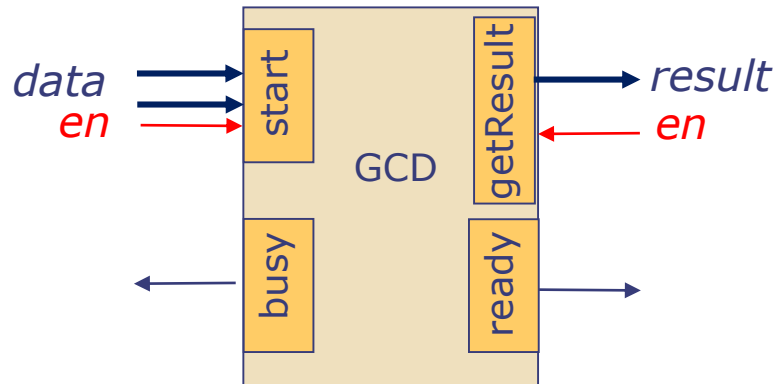 data
en
start
GCD
getResult
result
en
busy
ready